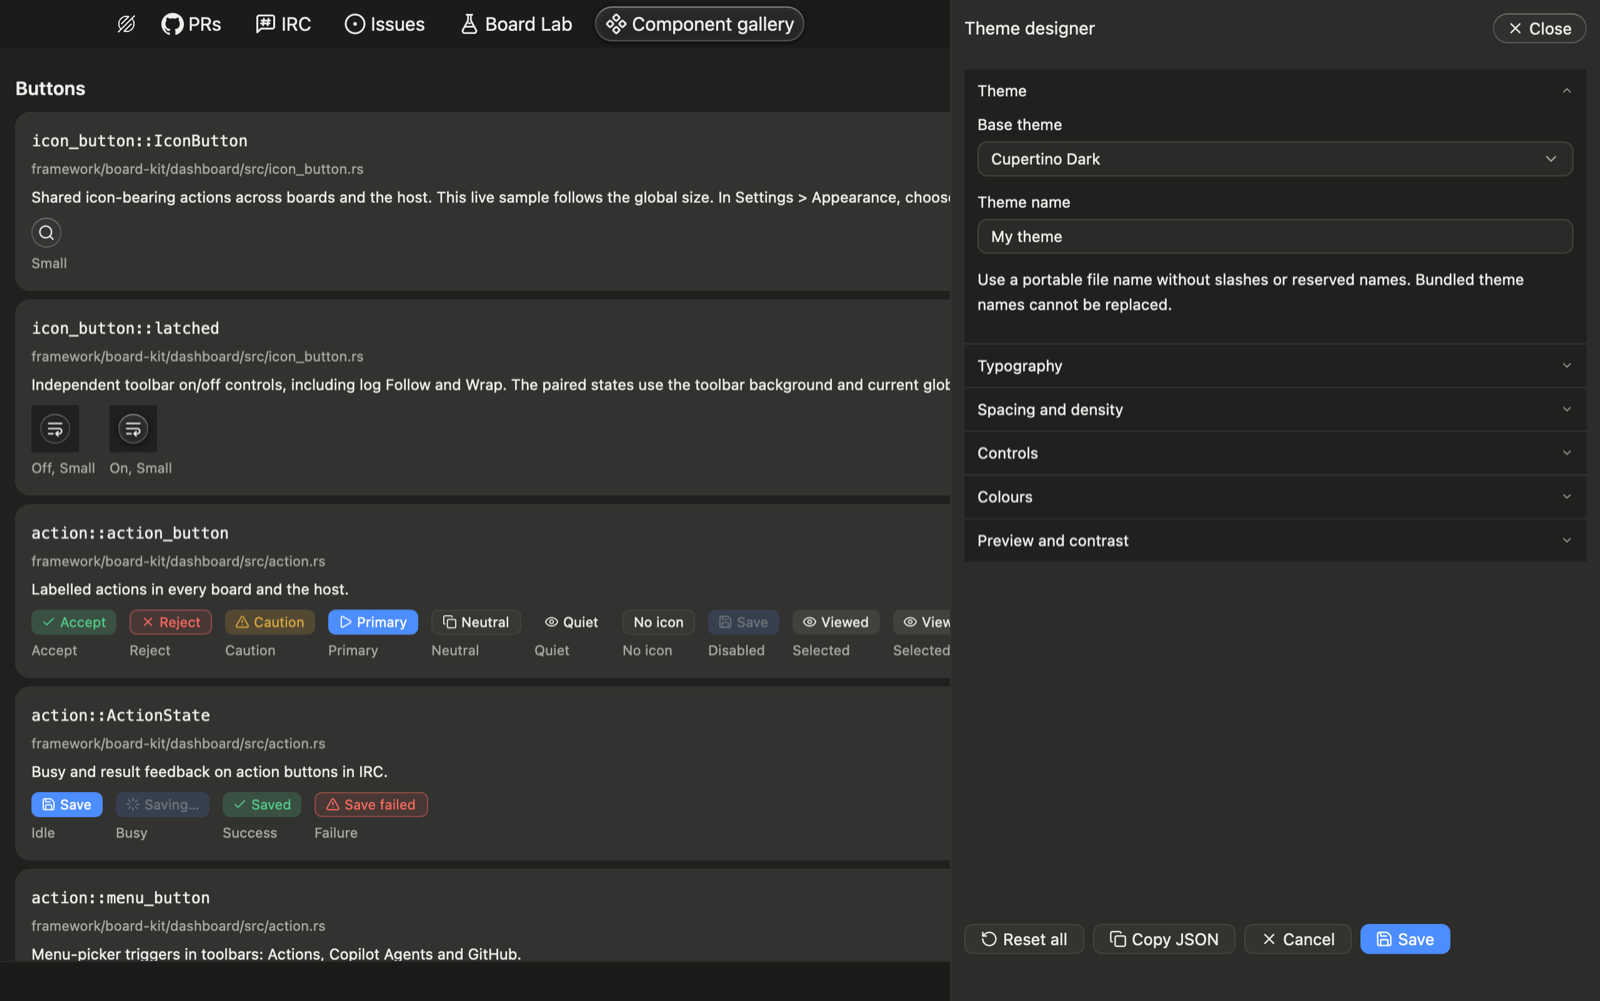 PRs
IRC
Issues
Board Lab
Component gallery
Buttons
icon_button::IconButton
framework/board-kit/dashboard/src/icon_button.rs
Shared icon-bearing actions across boards and the host. This live sample follows the global size. In Settings > Appearance, choose
Small
icon_button::latched
framework/board-kit/dashboard/src/icon_button.rs
Independent toolbar on/off controls, including log Follow and Wrap. The paired states use the toolbar background and current glob
Off, Small
On, Small
action::action_button
framework/board-kit/dashboard/src/action.rs
Labelled actions in every board and the host.
Accept
Reject
Caution
Primary
Neutral
Quiet
No icon
Save
Viewed
View
Accept
Reject
Caution
Primary
Neutral
Quiet
No icon
Disabled
Selected
Selected
action::ActionState
framework/board-kit/dashboard/src/action.rs
Busy and result feedback on action buttons in IRC.
Save
Saving...
Saved
Save failed
Idle
Busy
Success
Failure
action::menu_button
framework/board-kit/dashboard/src/action.rs
Menu-picker triggers in toolbars: Actions, Copilot Agents and GitHub.
Theme designer
Close
Theme
Base theme
Cupertino Dark
Theme name
My theme
Use a portable file name without slashes or reserved names. Bundled theme
names cannot be replaced.
Typography
Spacing and density
Controls
Colours
Preview and contrast
Reset all
Copy JSON
Cancel
Save